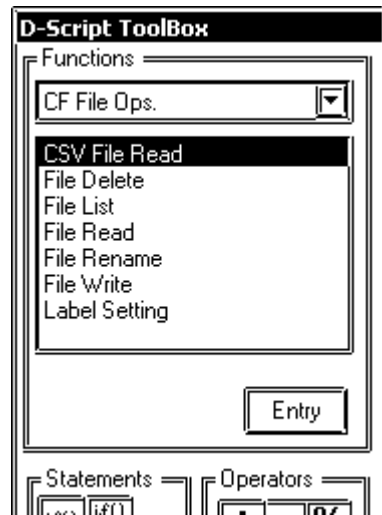 D-Script ToolBox
Functions
CF File Ops.
CSV File Read
File Delete
File List
File Read
File Rename
File Write
Label Setting
Entry
Statements Operators
if()